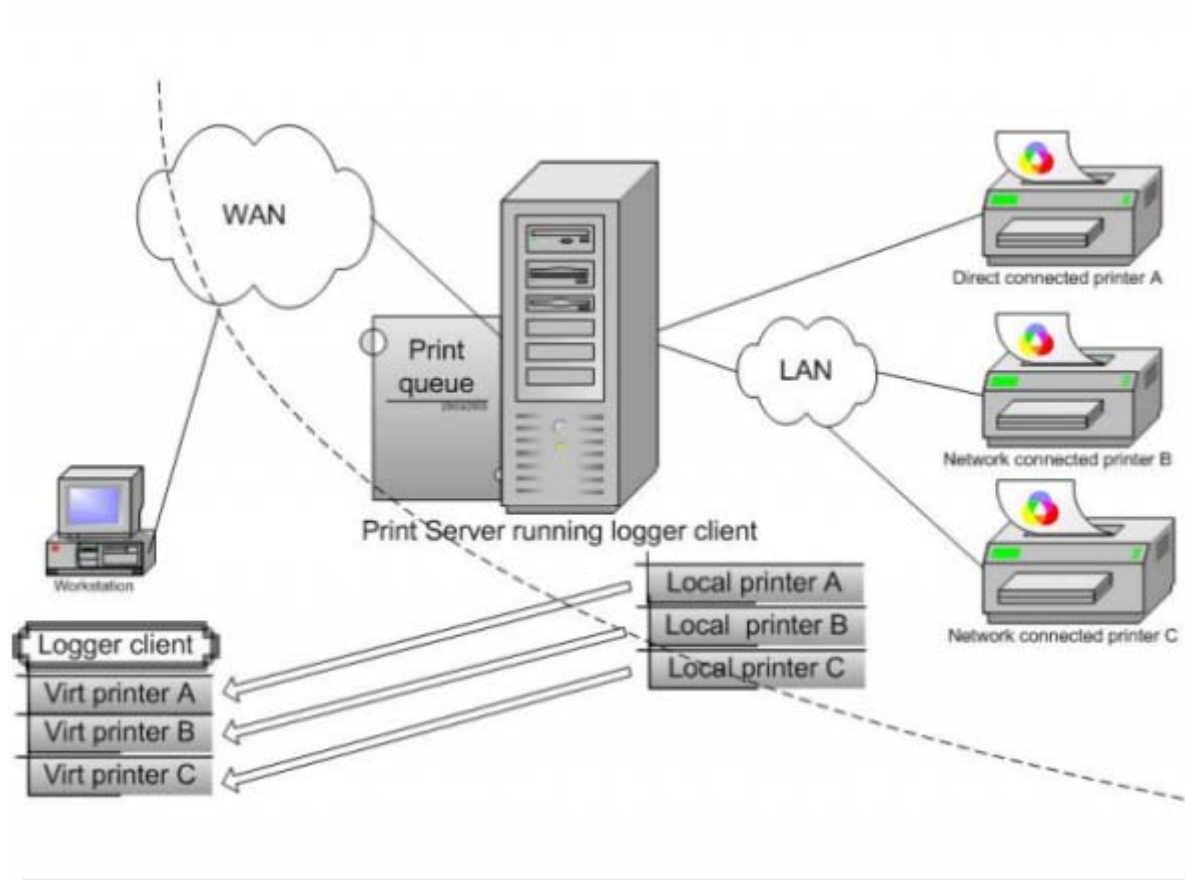 WAN
Print
queue
LAN
Direct connected printer A
Network connected printer B
Network connected printer C
Print Server running logger client
Workstation
Logger client
Virt printer A
Virt printer B
Virt printer C
Local printer A
Local printer B
Local printer C